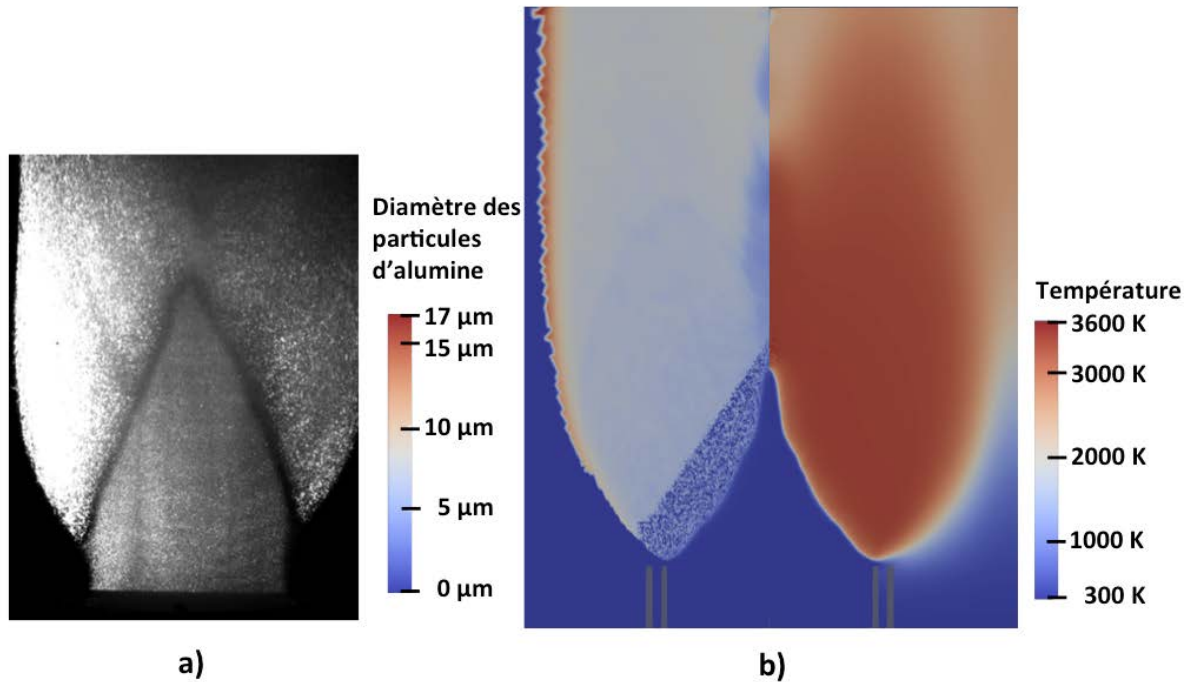 Diamètre des
particules
d'alumine
17 µm
15 µm
10 µm
5 µm
0 µm
Température
3600 K
3000 K
2000 K
1000 K
300 K
a)
b)